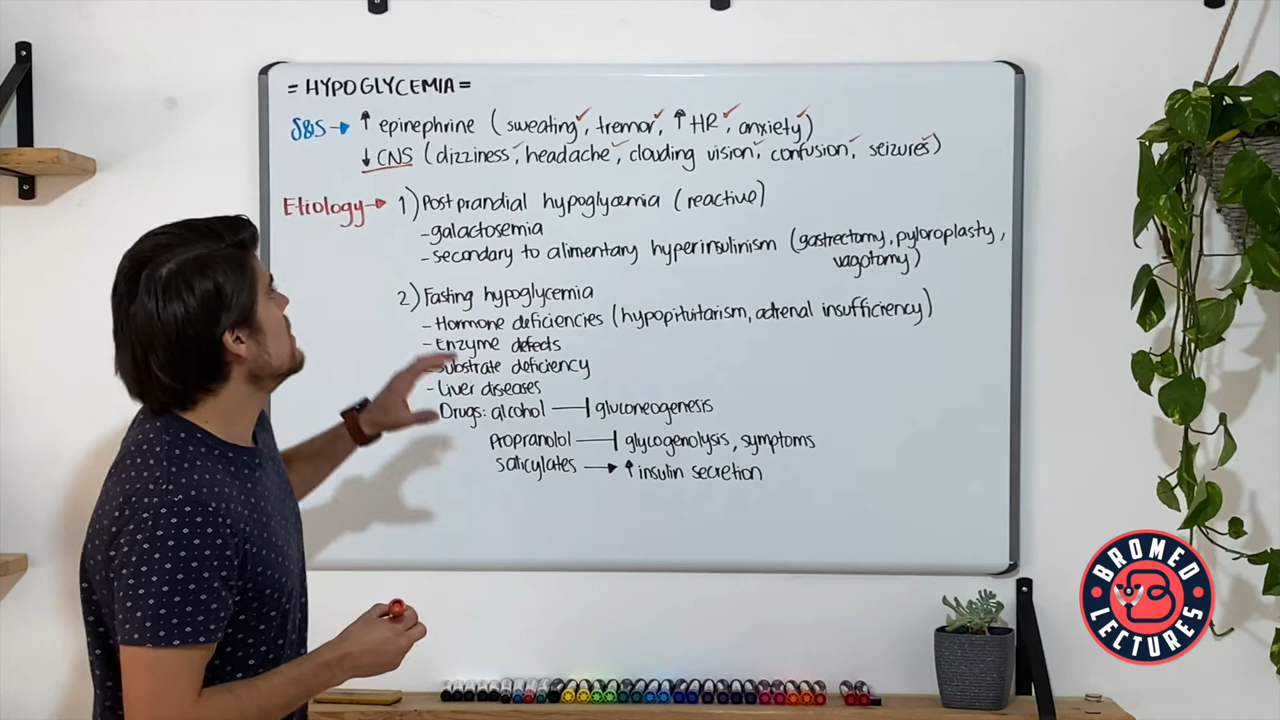 = HYPOGLYCEMIA =
S&S → ↑ epinephrine (sweating, tremor, ↑ HR, anxiety)
↓ CNS (dizziness, headache, clouding vision, confusion, seizures)
Etiology → 1) Post prandial hypoglycemia (reactive)
- galactosemia
- secondary to alimentary hyperinsulinism (gastrectomy, pyloroplasty,
vagotomy)
2) Fasting hypoglycemia
- Hormone deficiencies (hypopituitarism, adrenal insufficiency)
- Enzyme defects
- Substrate deficiency
- Liver diseases
Drugs: alcohol ⊣ gluconeogenesis
Propranolol ⊣ glycogenolysis, symptoms
Salicylates → ↑ insulin secretion
BROMED
LECTURES